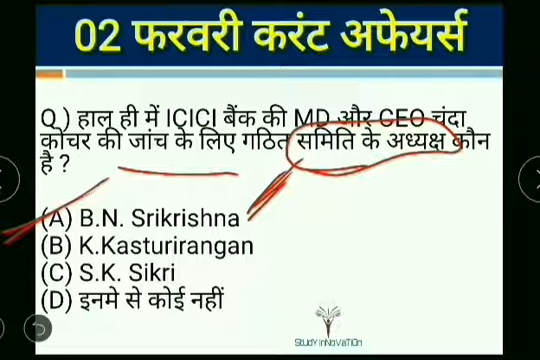 02 फरवरी करंट अफेयर्स
Q ) हाल ही में ICICI बैंक की MD और CEO चंदा
कोचर की जांच के लिए गठित समिति के अध्यक्ष कौन
है ?
(A) B.N. Srikrishna
(B) K.Kasturirangan
(C) S.K. Sikri
(D) इनमे से कोई नहीं
StudY inNoVaTiOn